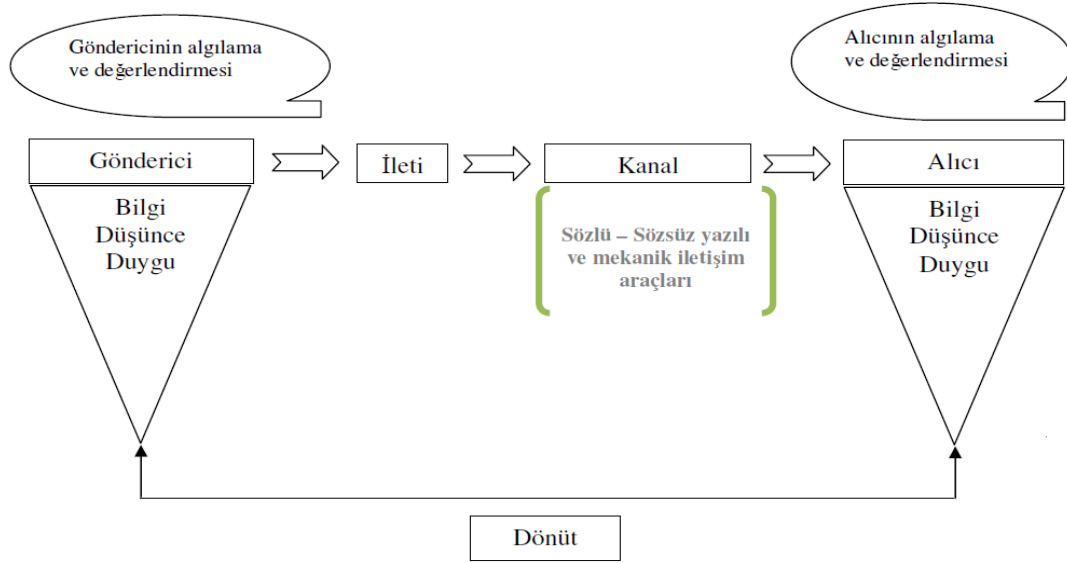 Göndericinin algılama
ve değerlendirmesi
Alıcının algılama
ve değerlendirmesi
Gönderici
İleti
Kanal
Alıcı
Bilgi
Düşünce
Duygu
Sözlü – Sözsüz yazılı
ve mekanik iletişim
araçları
Bilgi
Düşünce
Duygu
Dönüt